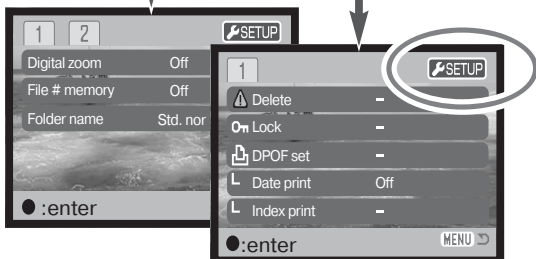 1 2 SETUP
Digital zoom Off
File # memory Off
Folder name Std. nor
:enter
1 SETUP
Delete –
Lock –
DPOF set –
Date print Off
Index print –
:enter MENU